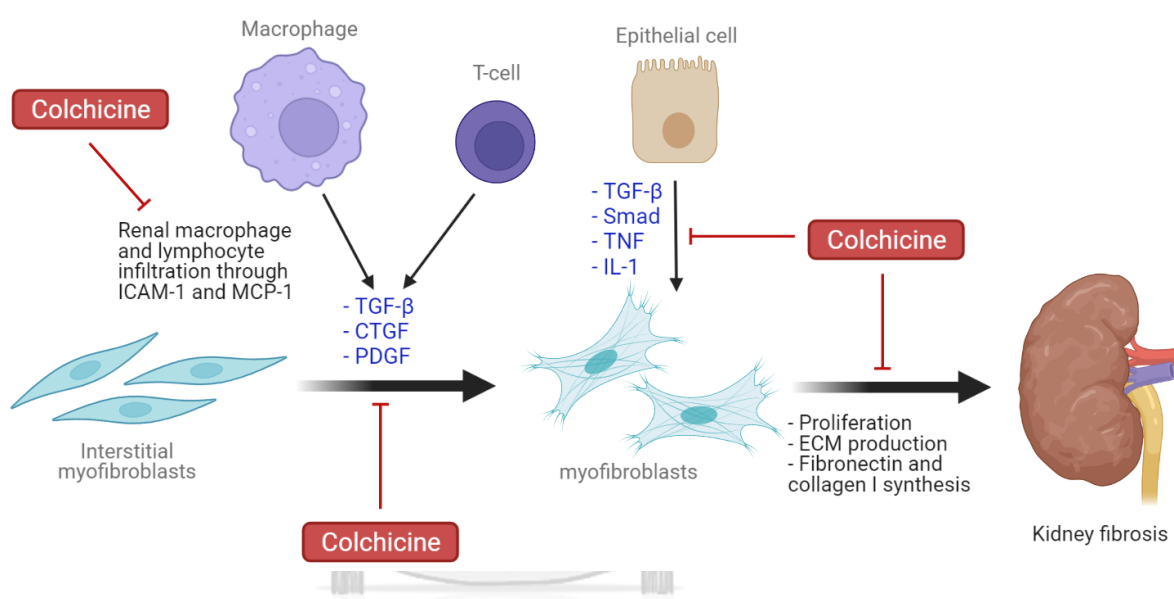 Macrophage
T-cell
Epithelial cell
Colchicine
- TGF-β
- Smad
- TNF
- IL-1
Renal macrophage
and lymphocyte
infiltration through
ICAM-1 and MCP-1
Colchicine
- TGF-β
- CTGF
- PDGF
Interstitial
myofibroblasts
myofibroblasts
- Proliferation
- ECM production
- Fibronectin and
collagen I synthesis
Kidney fibrosis
Colchicine